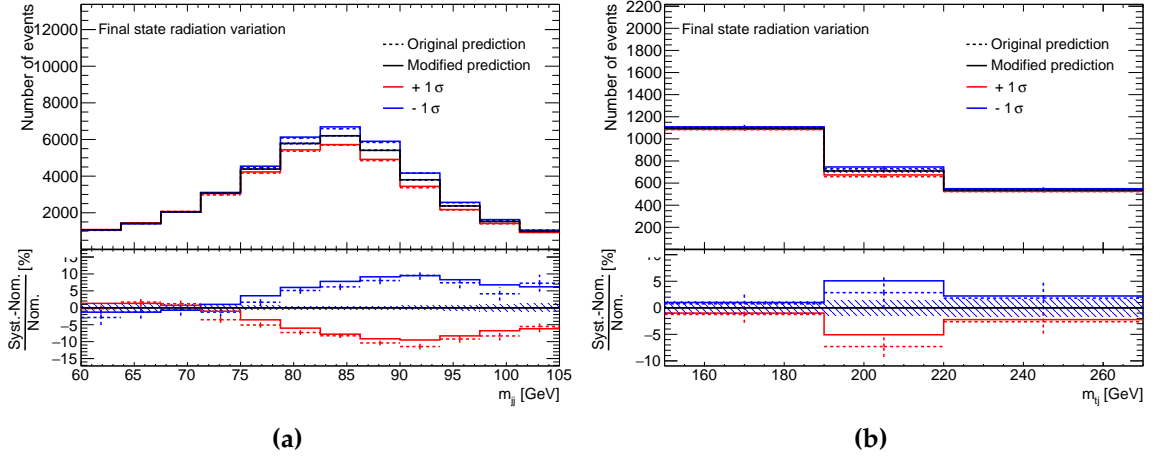 Number of events
12000
10000
8000
6000
4000
2000
Final state radiation variation
Original prediction
Modified prediction
+ 1 σ
- 1 σ
Syst.-Nom.
Nom.
[%]
15
10
5
0
−5
−10
−15
60 65 70 75 80 85 90 95 100 105
m_jj [GeV]
(a)
Number of events
2200
2000
1800
1600
1400
1200
1000
800
600
400
200
Final state radiation variation
Original prediction
Modified prediction
+ 1 σ
- 1 σ
Syst.-Nom.
Nom.
[%]
10
5
0
−5
−10
160 180 200 220 240 260
m_tj [GeV]
(b)